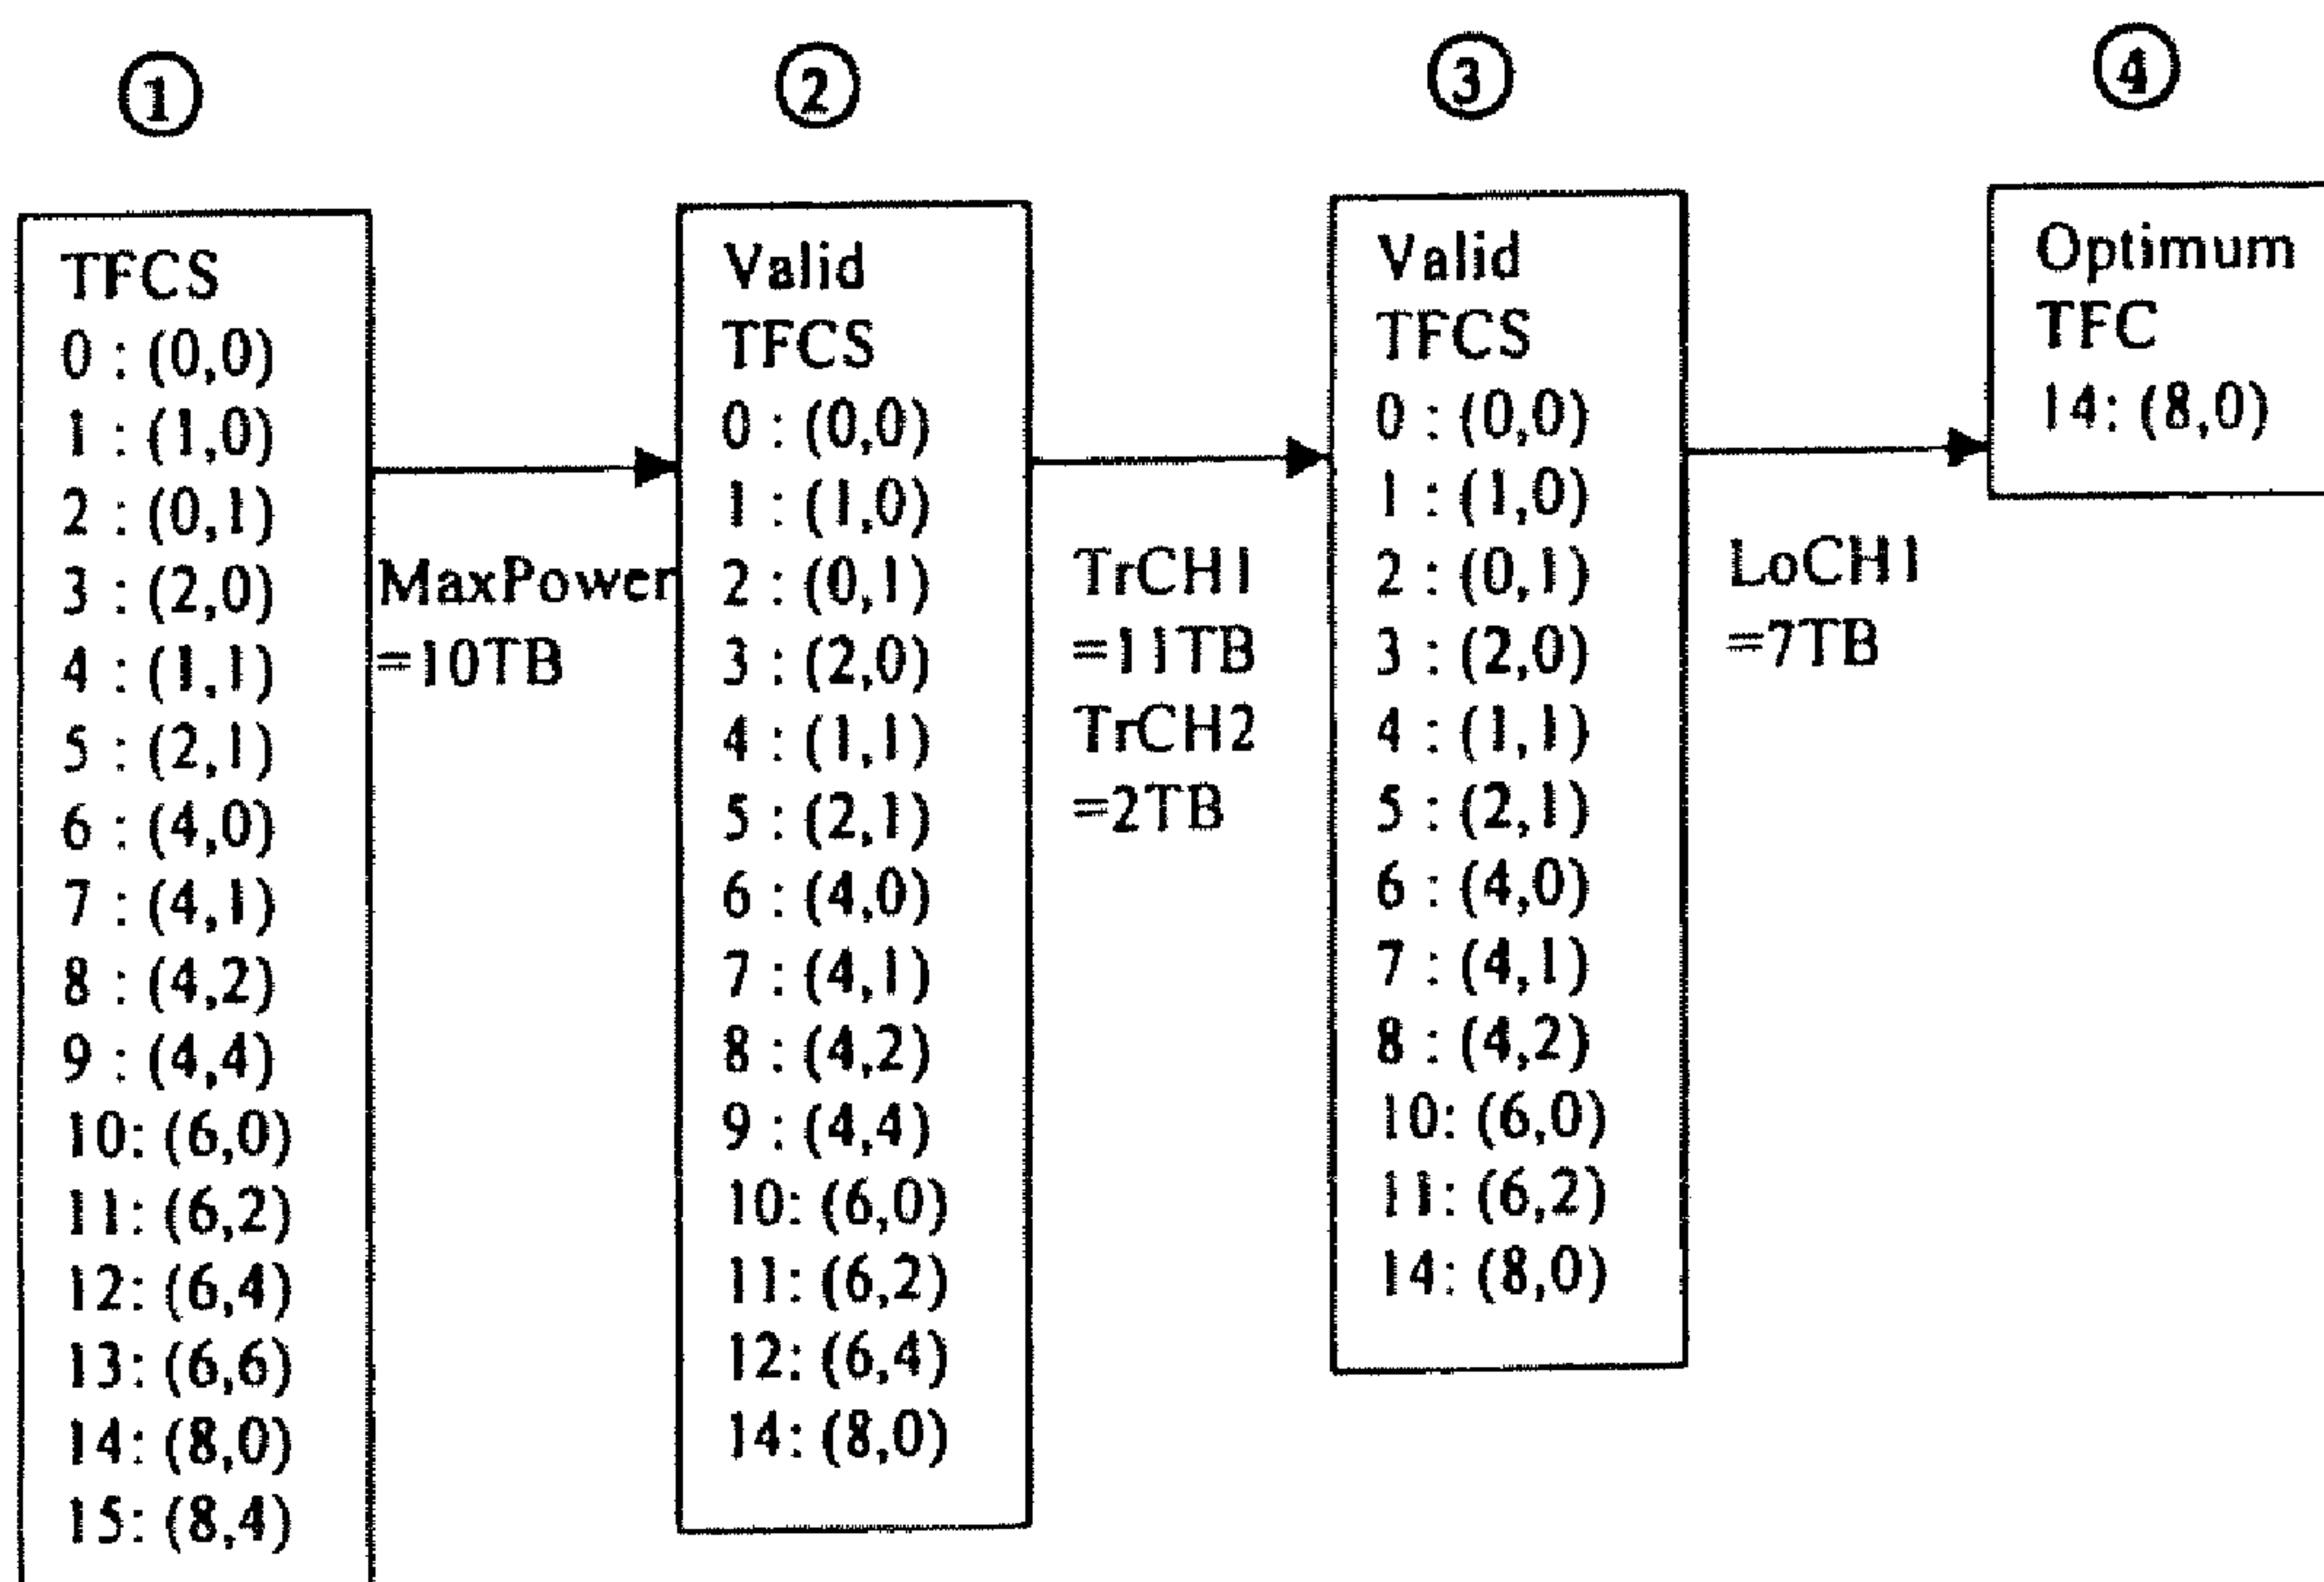 ①
②
③
④
TFCS
0 : (0,0)
1 : (1,0)
2 : (0,1)
3 : (2,0)
4 : (1,1)
5 : (2,1)
6 : (4,0)
7 : (4,1)
8 : (4,2)
9 : (4,4)
10: (6,0)
11: (6,2)
12: (6,4)
13: (6,6)
14: (8,0)
15: (8,4)
MaxPower
=10TB
Valid
TFCS
0 : (0,0)
1 : (1,0)
2 : (0,1)
3 : (2,0)
4 : (1,1)
5 : (2,1)
6 : (4,0)
7 : (4,1)
8 : (4,2)
9 : (4,4)
10: (6,0)
11: (6,2)
12: (6,4)
14: (8,0)
TrCH1
=11TB
TrCH2
=2TB
Valid
TFCS
0 : (0,0)
1 : (1,0)
2 : (0,1)
3 : (2,0)
4 : (1,1)
5 : (2,1)
6 : (4,0)
7 : (4,1)
8 : (4,2)
10: (6,0)
11: (6,2)
14: (8,0)
LoCH1
=7TB
Optimum
TFC
14: (8,0)